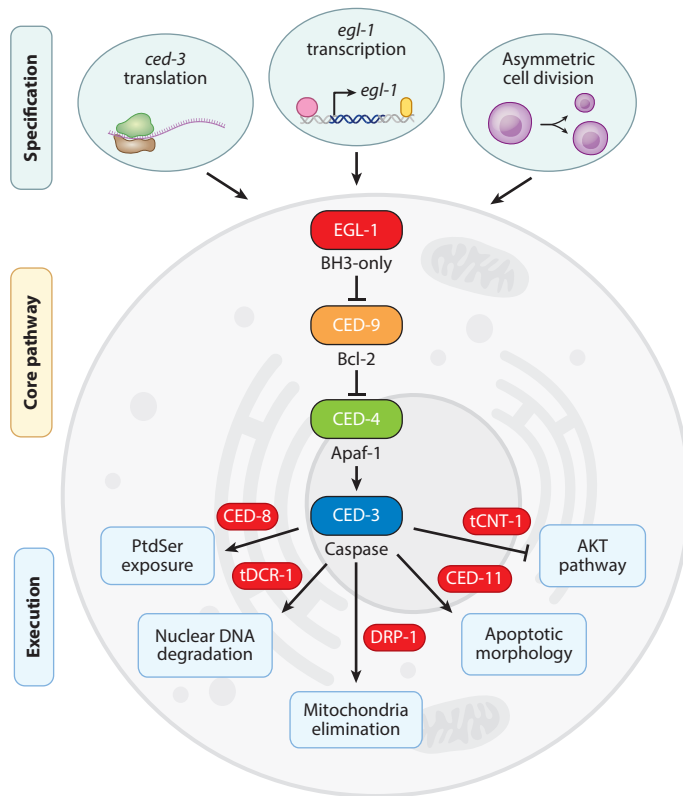 Specification
ced-3
translation
egl-1
transcription
egl-1
Asymmetric
cell division
Core pathway
EGL-1
BH3-only
CED-9
Bcl-2
CED-4
Apaf-1
CED-3
Caspase
Execution
CED-8
PtdSer
exposure
tDCR-1
Nuclear DNA
degradation
DRP-1
Mitochondria
elimination
CED-11
Apoptotic
morphology
tCNT-1
AKT
pathway